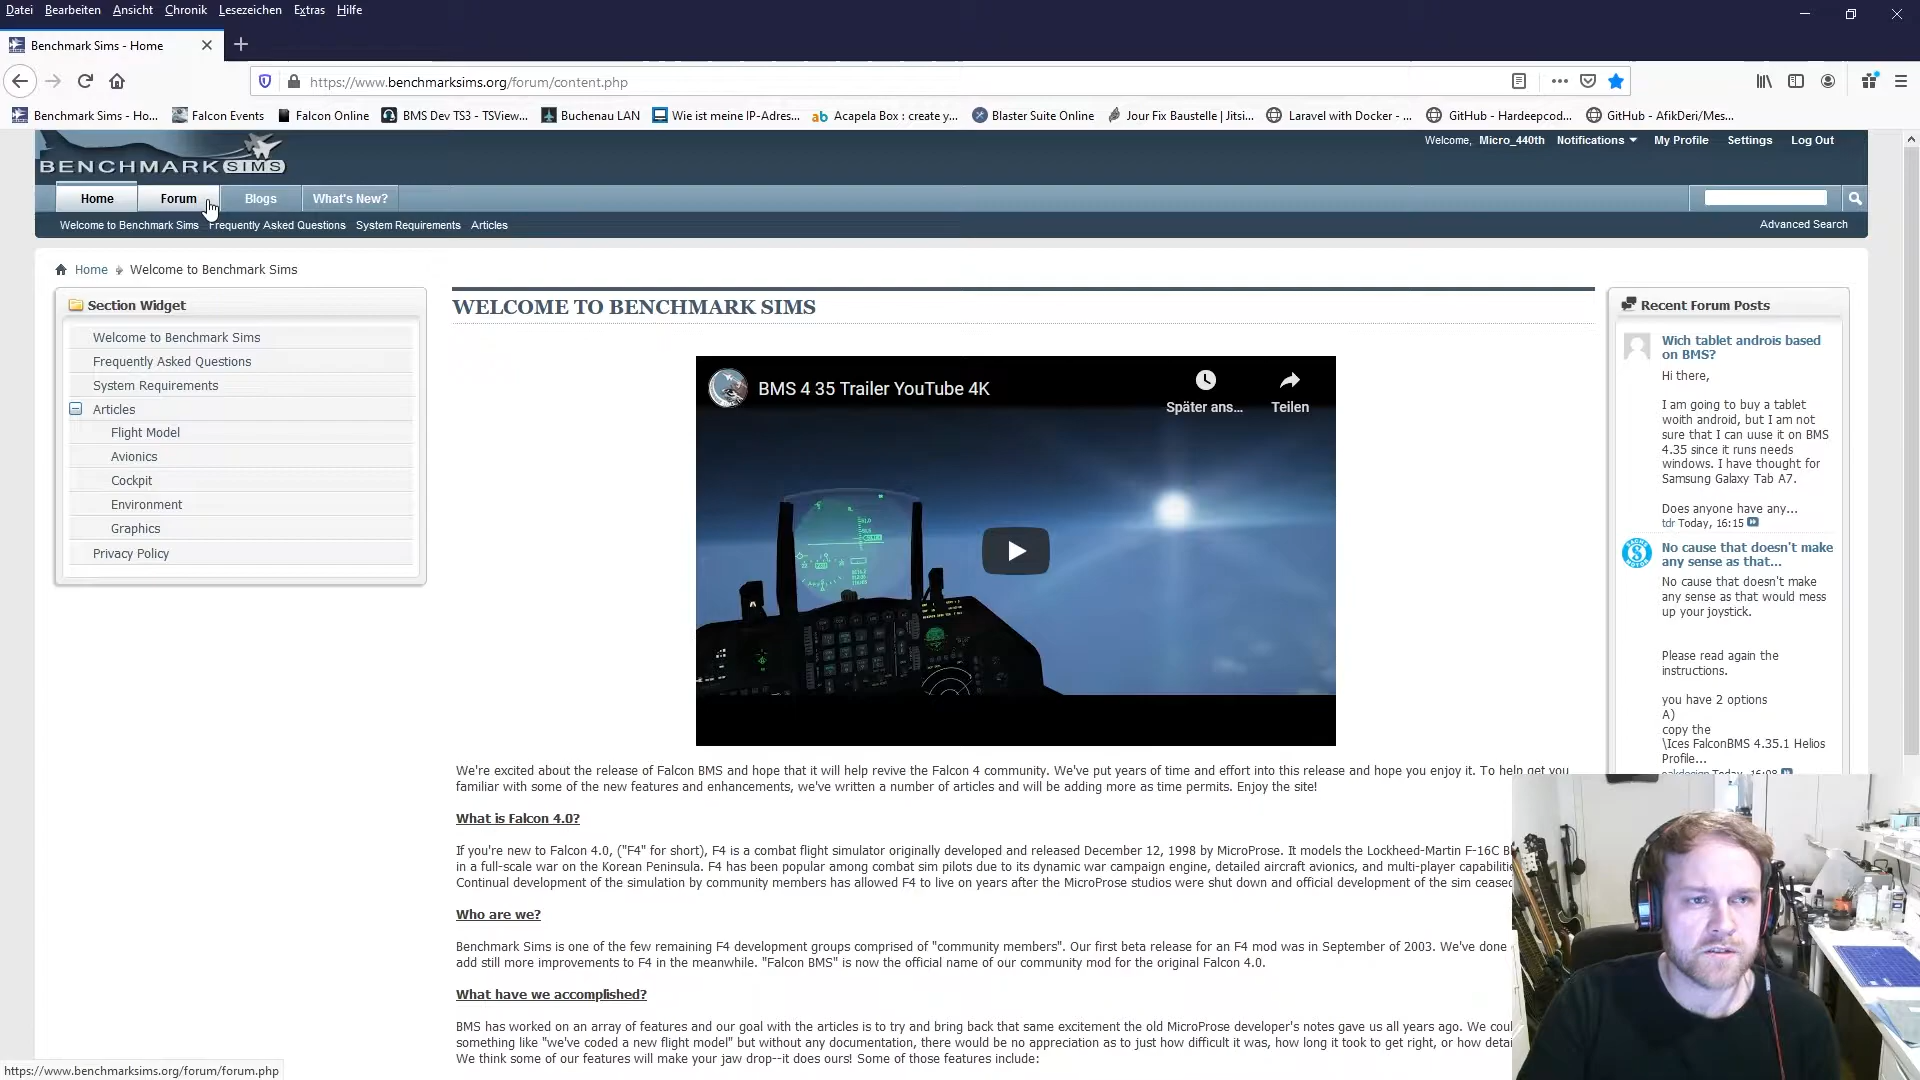 Datei Bearbeiten Ansicht Chronik Lesezeichen Extras Hilfe
Benchmark Sims - Home
https://www.benchmarksims.org/forum/content.php
Benchmark Sims - Ho... Falcon Events Falcon Online BMS Dev TS3 - TSView... Buchenau LAN Wie ist meine IP-Adres... Acapela Box : create y... Blaster Suite Online Jour Fix Baustelle | Jitsi... Laravel with Docker - ... GitHub - Hardeepcod... GitHub - AfikDeri/Mes...
BENCHMARK SIMS
Welcome, Micro_440th Notifications My Profile Settings Log Out
Home Forum Blogs What's New?
Welcome to Benchmark Sims Frequently Asked Questions System Requirements Articles
Advanced Search
Home Welcome to Benchmark Sims
Section Widget
Welcome to Benchmark Sims
Frequently Asked Questions
System Requirements
Articles
Flight Model
Avionics
Cockpit
Environment
Graphics
Privacy Policy
WELCOME TO BENCHMARK SIMS
BMS 4 35 Trailer YouTube 4K
Später ans...
Teilen
We're excited about the release of Falcon BMS and hope that it will help revive the Falcon 4 community. We've put years of time and effort into this release and hope you enjoy it. To help get you
familiar with some of the new features and enhancements, we've written a number of articles and will be adding more as time permits. Enjoy the site!
What is Falcon 4.0?
If you're new to Falcon 4.0, ("F4" for short), F4 is a combat flight simulator originally developed and released December 12, 1998 by MicroProse. It models the Lockheed-Martin F-16C
in a full-scale war on the Korean Peninsula. F4 has been popular among combat sim pilots due to its dynamic war campaign engine, detailed aircraft avionics, and multi-player
Continual development of the simulation by community members has allowed F4 to live on years after the MicroProse studios were shut down and official development of the sim
Who are we?
Benchmark Sims is one of the few remaining F4 development groups comprised of "community members". Our first beta release for an F4 mod was in September of 2003. We've done
add still more improvements to F4 in the meanwhile. "Falcon BMS" is now the official name of our community mod for the original Falcon 4.0.
What have we accomplished?
BMS has worked on an array of features and our goal with the articles is to try and bring back that same excitement the old MicroProse developer's notes gave us all years ago. We
something like "we've coded a new flight model" but without any documentation, there would be no appreciation as to just how difficult it was, how long it took to get right, or how
We think some of our features will make your jaw drop--it does ours! Some of those features include:
Recent Forum Posts
Wich tablet androis based
on BMS?
Hi there,
I am going to buy a tablet
woith android, but I am not
sure that I can uuse it on BMS
4.35 since it runs needs
windows. I have thought for
Samsung Galaxy Tab A7.
Does anyone have any...
tdr Today, 16:15
No cause that doesn't make
any sense as that...
No cause that doesn't make
any sense as that would mess
up your joystick.
Please read again the
instructions.
you have 2 options
A)
copy the
\Ices FalconBMS 4.35.1 Helios
Profile...
https://www.benchmarksims.org/forum/forum.php